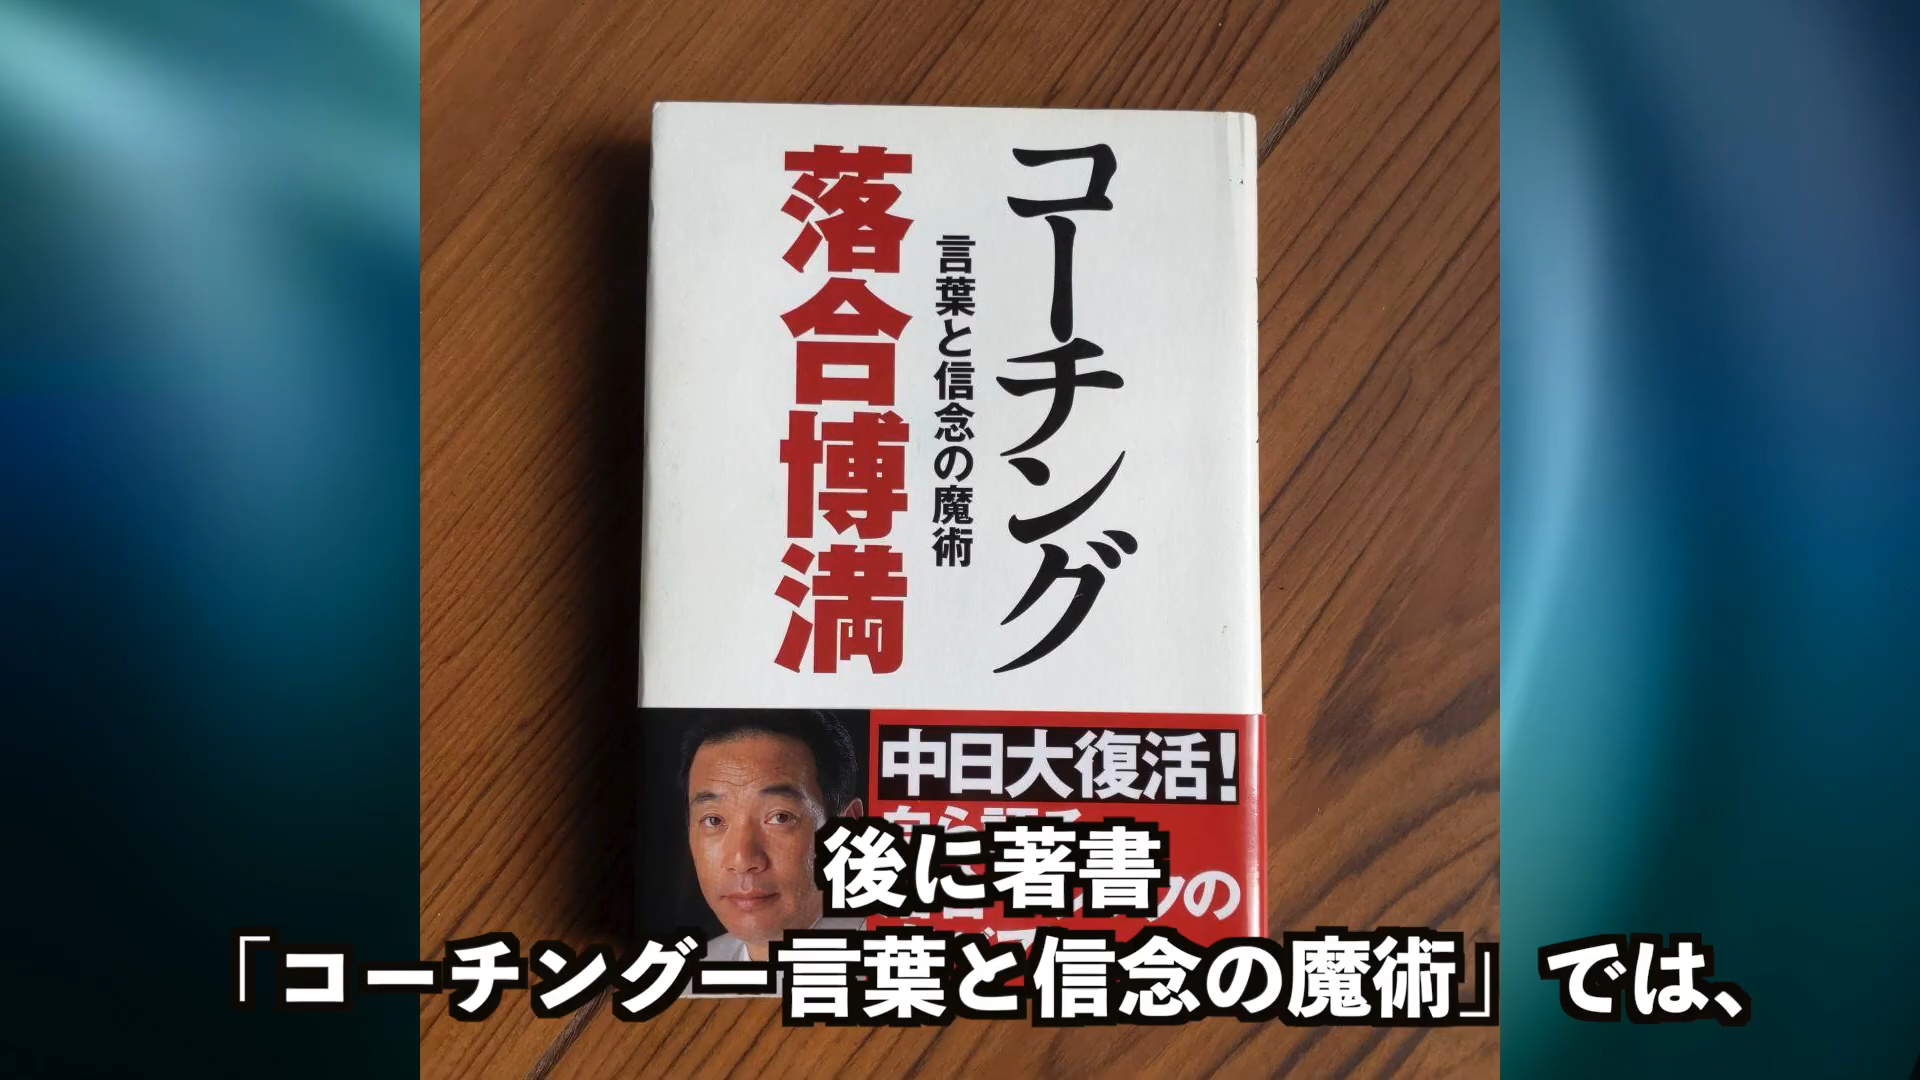 コーチング
言葉と信念の魔術
落合博満
中日大復活!
後に著書
「コーチングー言葉と信念の魔術」では、